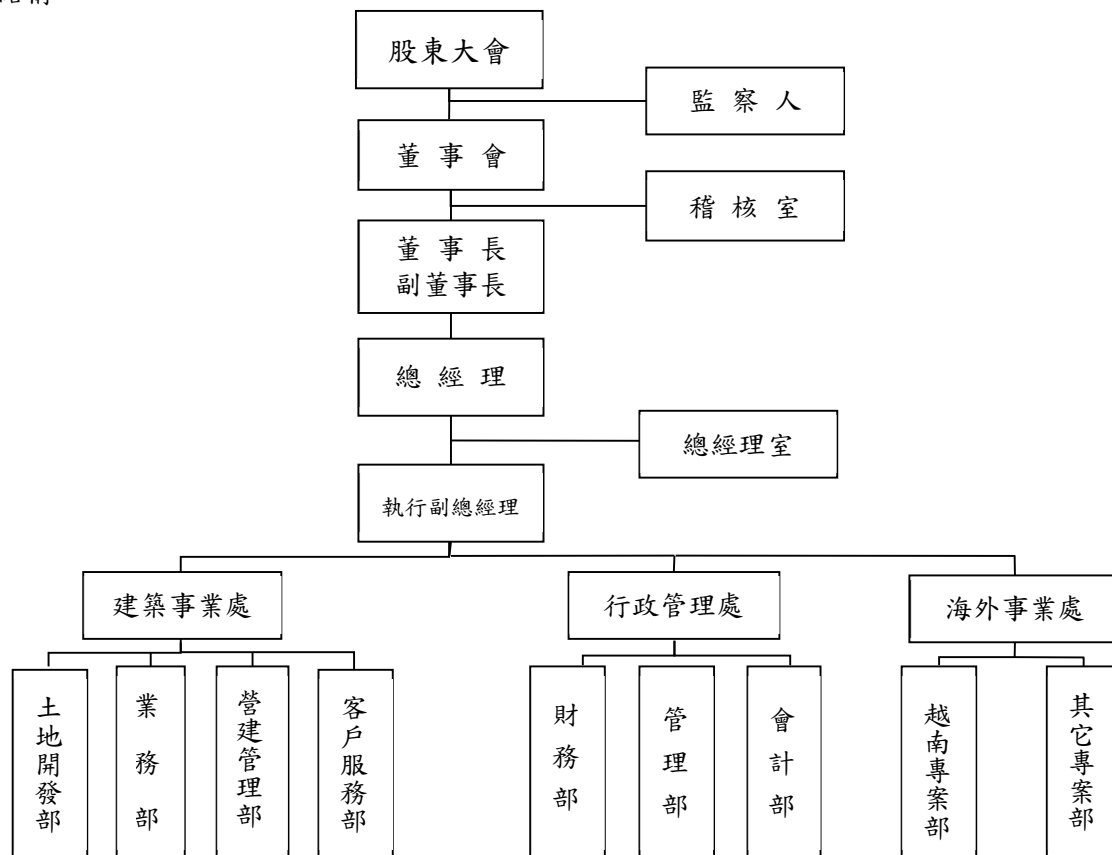 股東大會
監察人
董事會
稽核室
董事長
副董事長
總經理
總經理室
執行副總經理
建築事業處
行政管理處
海外事業處
土地開發部
業務部
營建管理部
客戶服務部
財務部
管理部
會計部
越南專案部
其它專案部